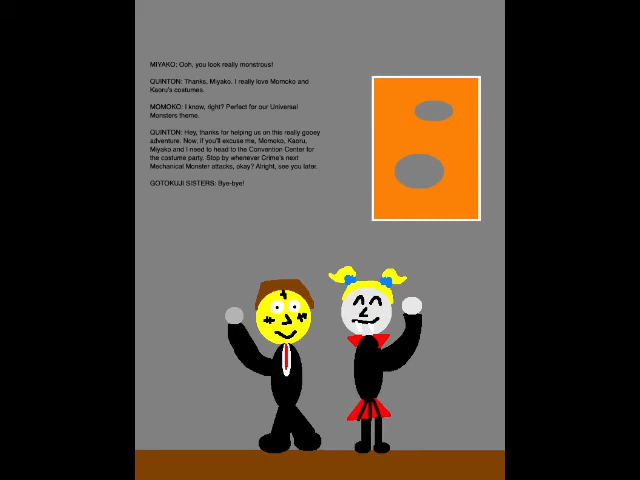 MIYAKO: Ooh, you look really monstrous!
QUINTON: Thanks, Miyako. I really love Momoko and
Kaoru's costumes.
MOMOKO: I know, right? Perfect for our Universal
Monsters theme.
QUINTON: Hey, thanks for helping us on this really gooey
adventure. Now, if you'll excuse me, Momoko, Kaoru,
Miyako and I need to head to the Convention Center for
the costume party. Stop by whenever Crime's next
Mechanical Monster attacks, okay? Alright, see you later.
GOTOKUJI SISTERS: Bye-bye!